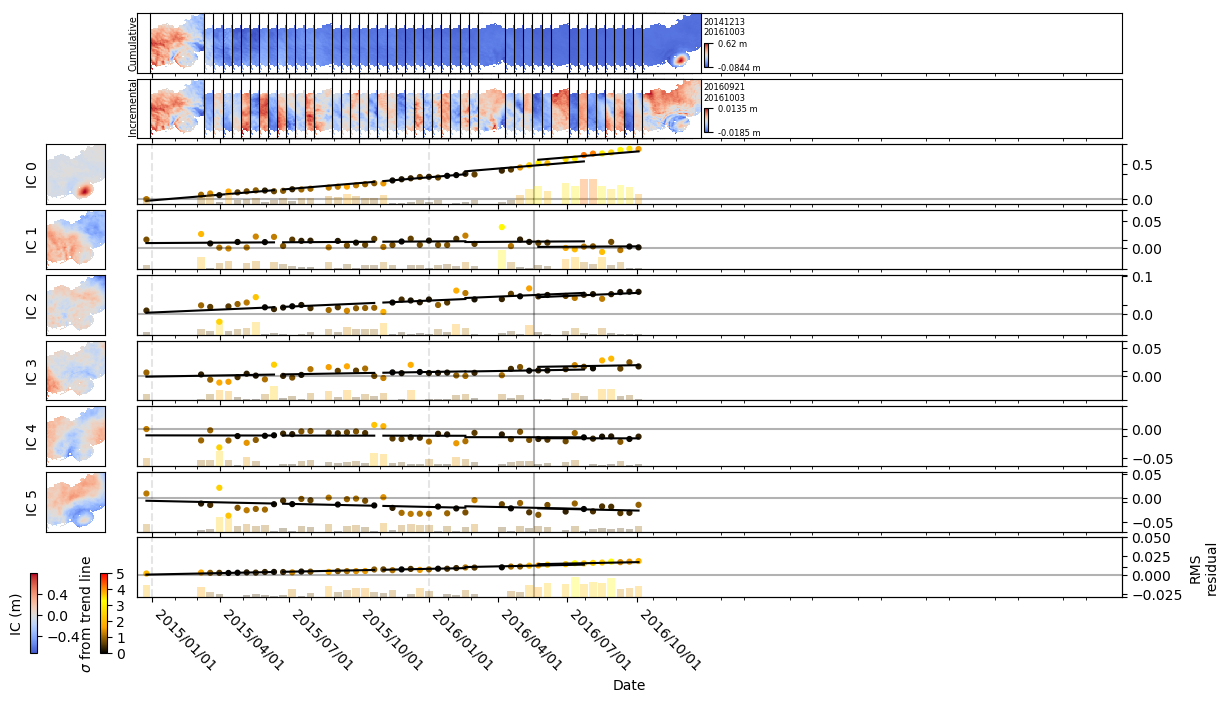 Cumulative
20141213
20161003
0.62 m
-0.0844 m
Incremental
20160921
20161003
0.0135 m
-0.0185 m
IC 0
0.5
0.0
IC 1
0.05
0.00
IC 2
0.1
0.0
IC 3
0.05
0.00
IC 4
0.00
−0.05
IC 5
0.05
0.00
−0.05
0.050
0.025
0.000
−0.025
RMS
residual
IC (m)
0.4
0.0
−0.4
σ from trend line
5
4
3
2
1
0
2015/01/01
2015/04/01
2015/07/01
2015/10/01
2016/01/01
2016/04/01
2016/07/01
2016/10/01
Date